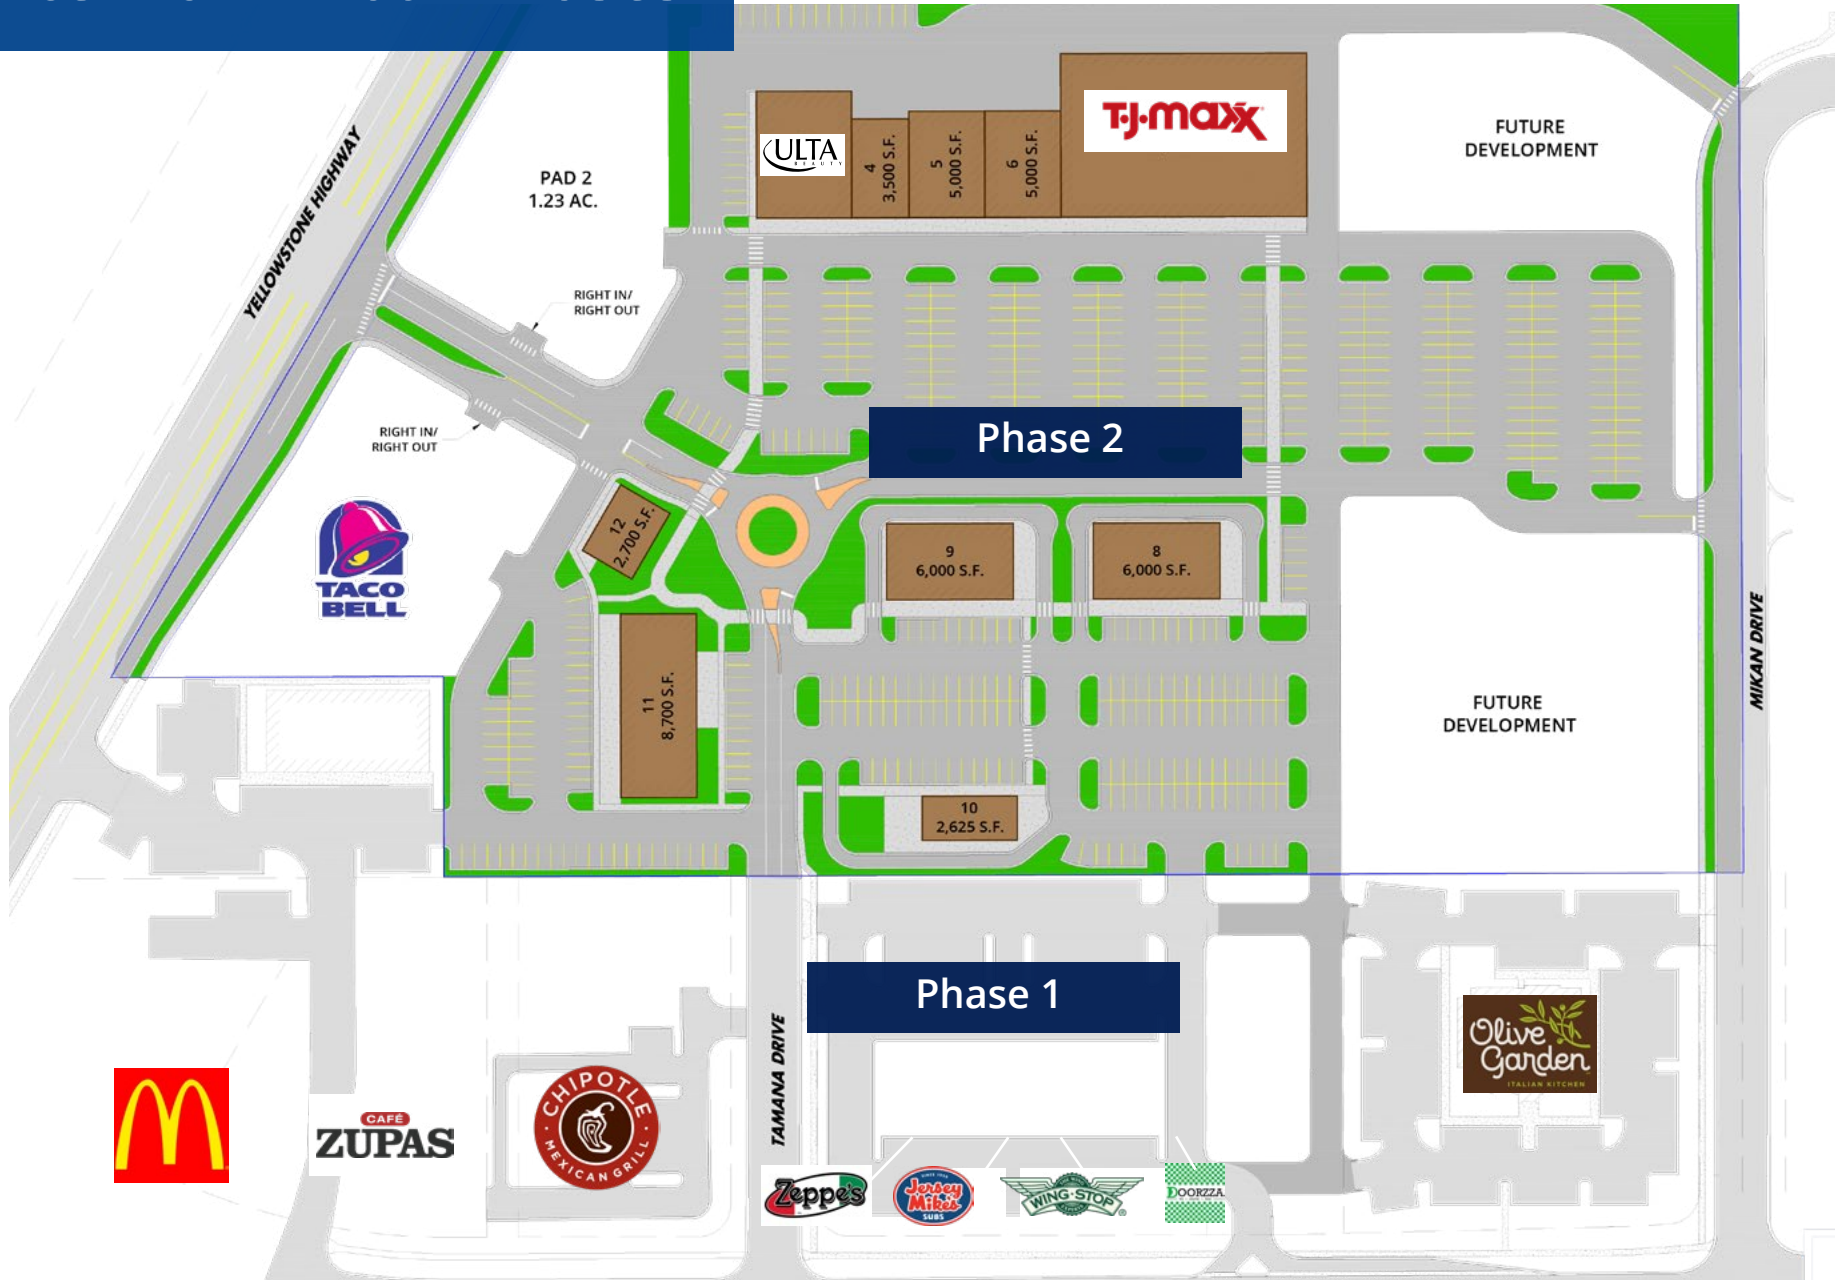 T.J.maxx
FUTURE
DEVELOPMENT
ULTA
BEAUTY
4
3,500 S.F.
5
5,000 S.F.
6
5,000 S.F.
PAD 2
1.23 AC.
YELLOWSTONE HIGHWAY
RIGHT IN/
RIGHT OUT
RIGHT IN/
RIGHT OUT
Phase 2
TACO
BELL
12
2,700 S.F.
9
6,000 S.F.
8
6,000 S.F.
11
8,700 S.F.
MIKAN DRIVE
FUTURE
DEVELOPMENT
10
2,625 S.F.
Phase 1
TAMANA DRIVE
Olive
Garden
ITALIAN KITCHEN
CHIPOTLE
MEXICAN GRILL
CAFÉ
ZUPAS
Zeppe's
SINCE 1956
Jersey
Mike's
SUBS
WING·STOP
DOORZZA